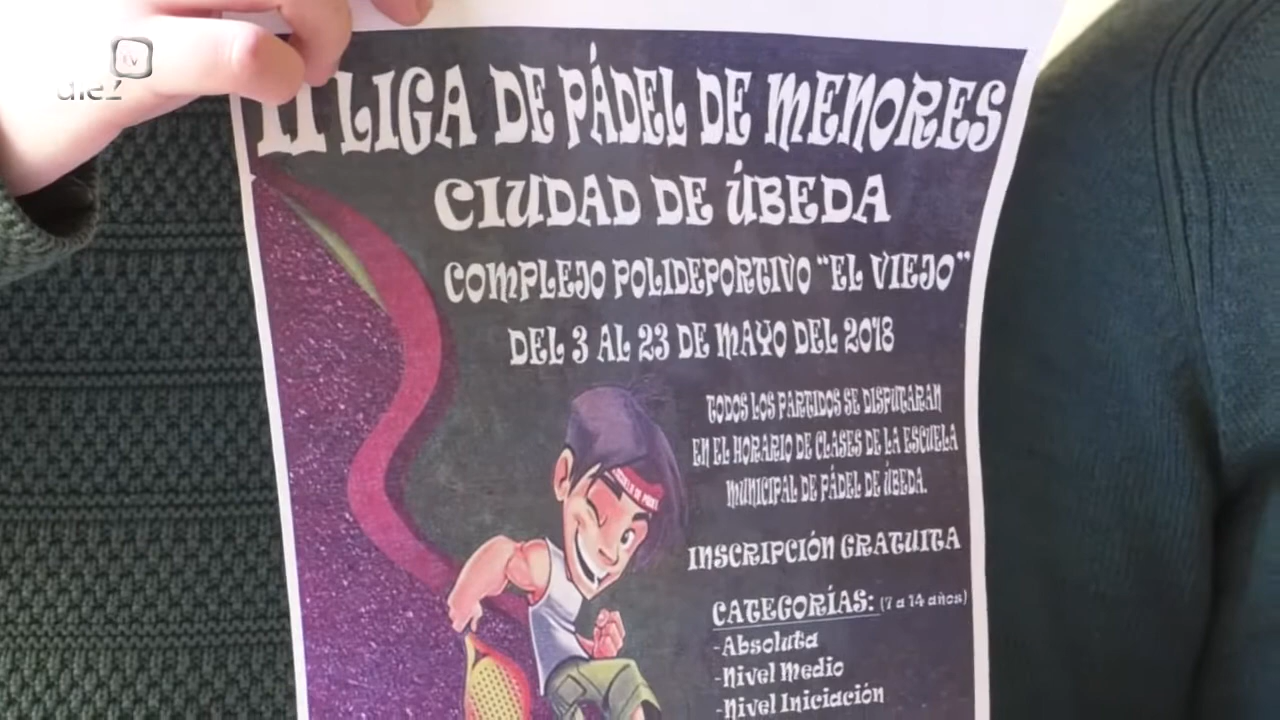 diez tv
II LIGA DE PÁDEL DE MENORES
CIUDAD DE ÚBEDA
COMPLEJO POLIDEPORTIVO "EL VIEJO"
DEL 3 AL 23 DE MAYO DEL 2018
TODOS LOS PARTIDOS SE DISPUTARAN
EN EL HORARIO DE CLASES DE LA ESCUELA
MUNICIPAL DE PÁDEL DE ÚBEDA.
INSCRIPCIÓN GRATUITA
CATEGORÍAS: (7 a 14 años)
-Absoluta
-Nivel Medio
-Nivel Iniciación